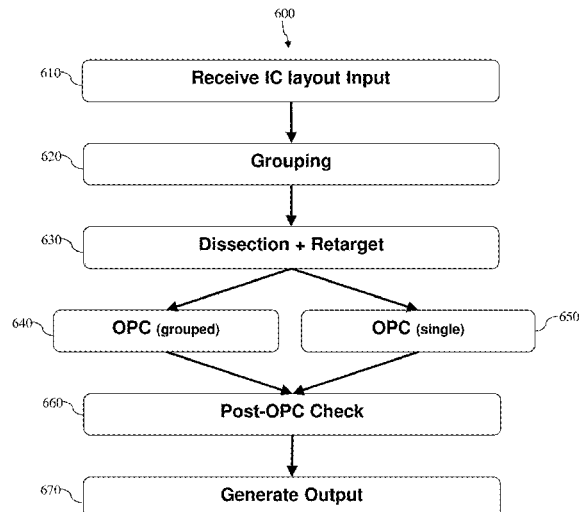 600
610 Receive IC layout Input
620 Grouping
630 Dissection + Retarget
640 OPC (grouped) OPC (single) 650
660 Post-OPC Check
670 Generate Output